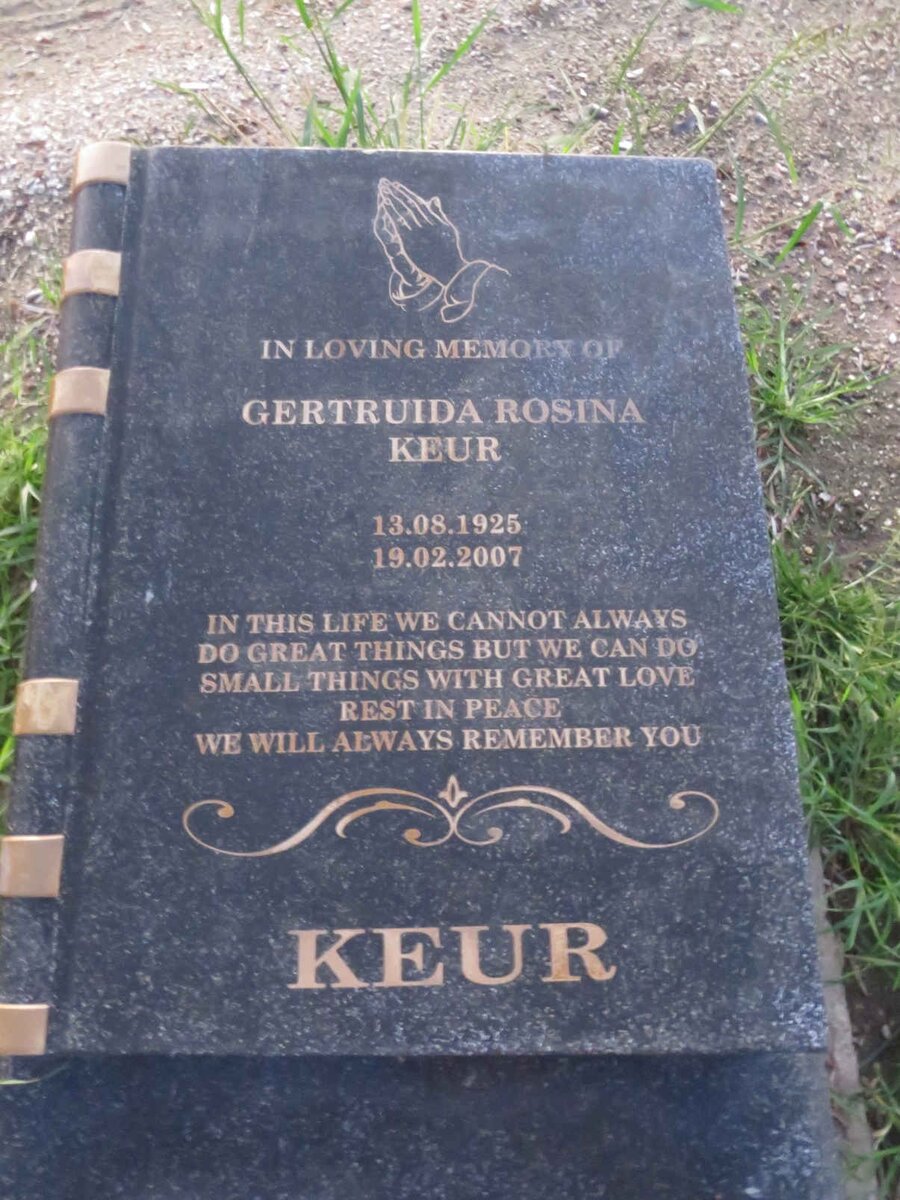 IN LOVING MEMORY OF
GERTRUIDA ROSINA
KEUR
13.08.1925
19.02.2007
IN THIS LIFE WE CANNOT ALWAYS
DO GREAT THINGS BUT WE CAN DO
SMALL THINGS WITH GREAT LOVE
REST IN PEACE
WE WILL ALWAYS REMEMBER YOU
KEUR